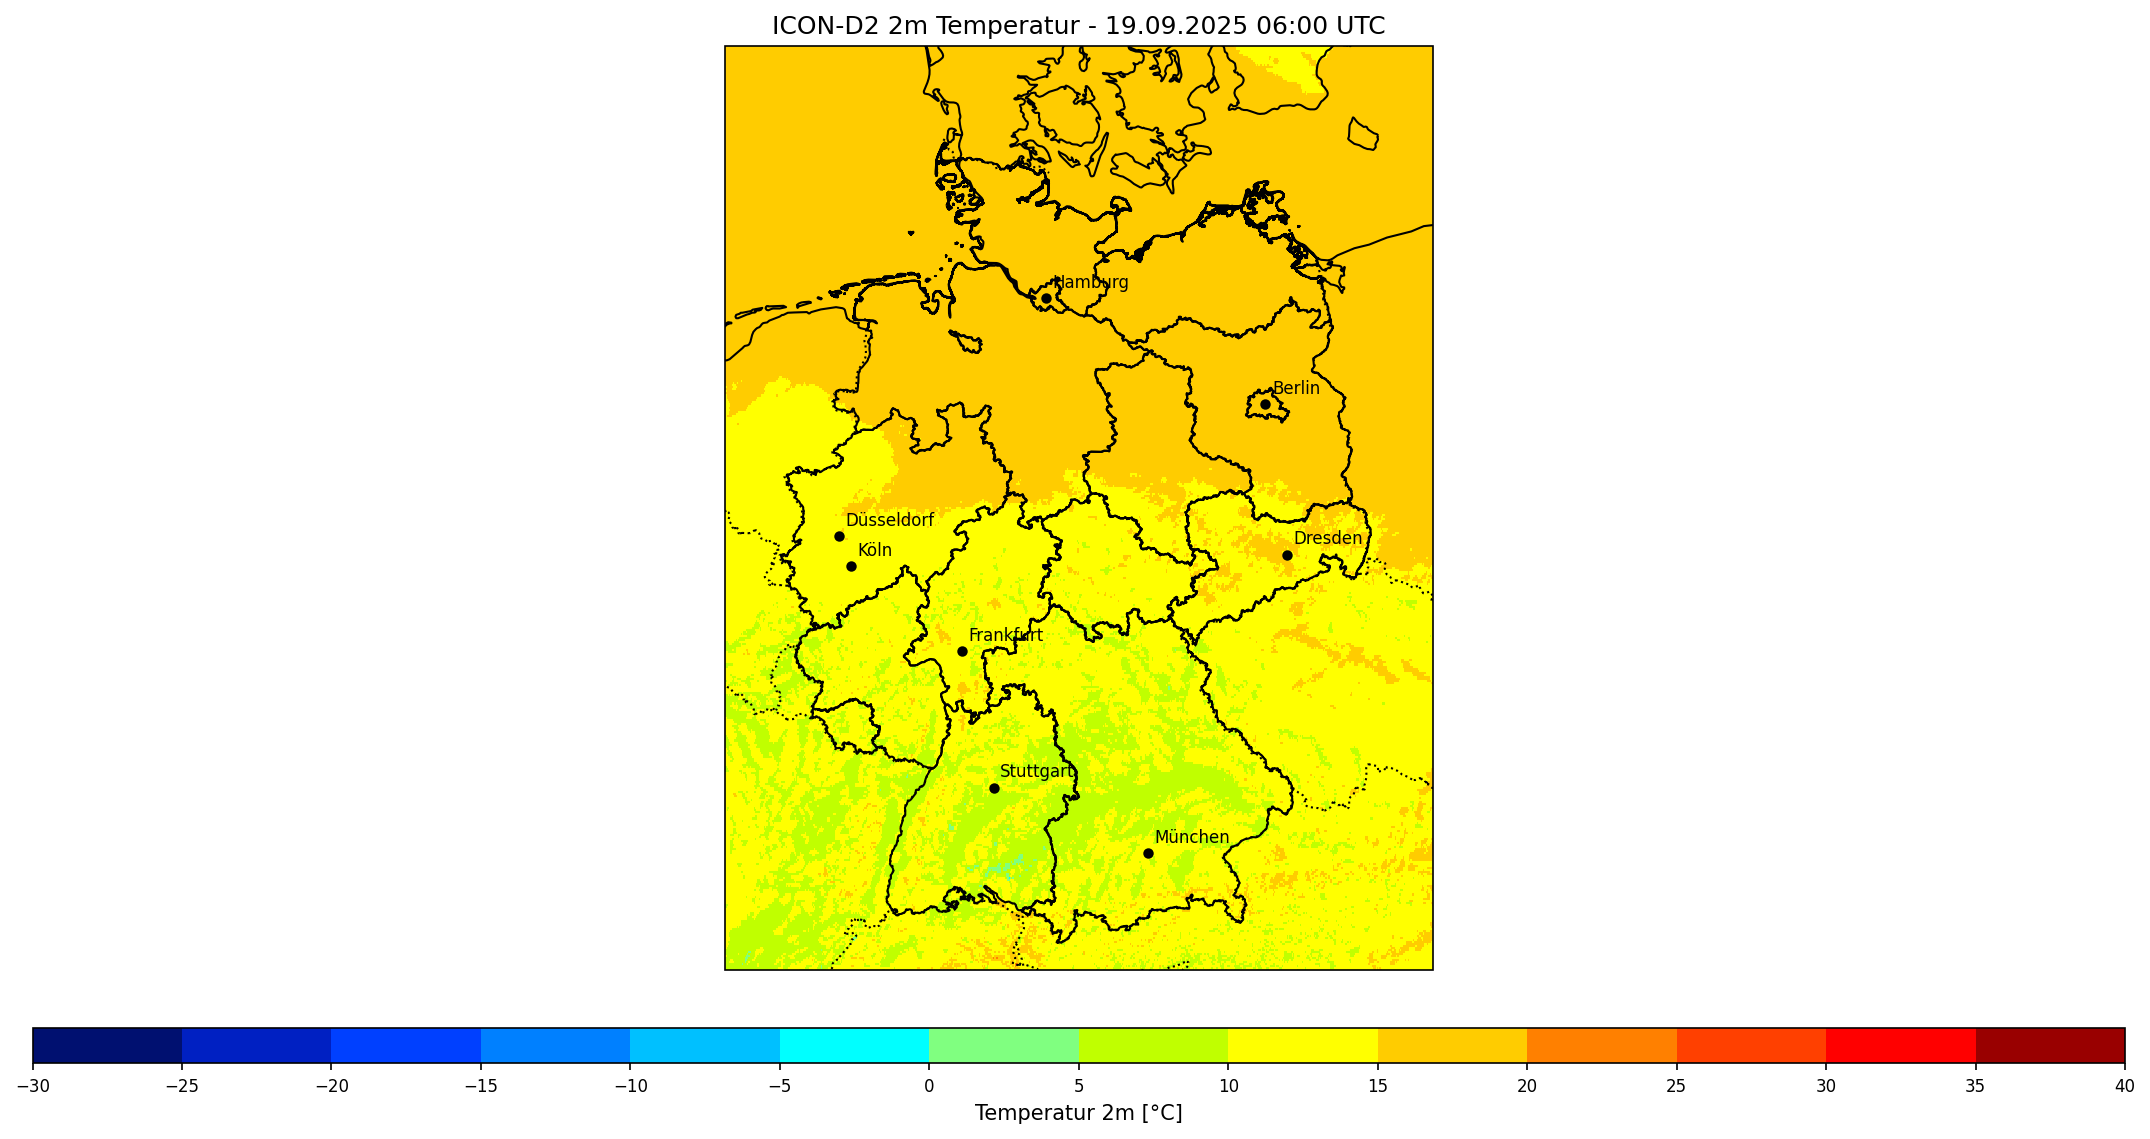 ICON-D2 2m Temperatur - 19.09.2025 06:00 UTC
Hamburg
Berlin
Düsseldorf
Köln
Dresden
Frankfurt
Stuttgart
München
−30 −25 −20 −15 −10 −5 0 5 10 15 20 25 30 35 40
Temperatur 2m [°C]